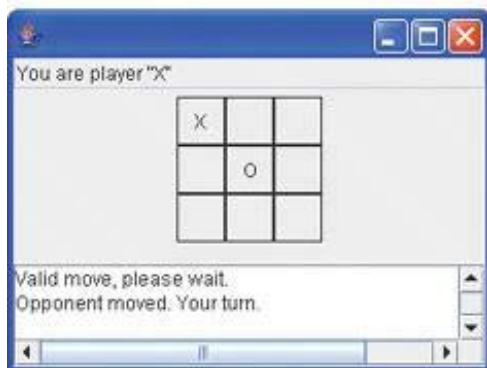 You are player "X"
X
O
Valid move, please wait.
Opponent moved. Your turn.